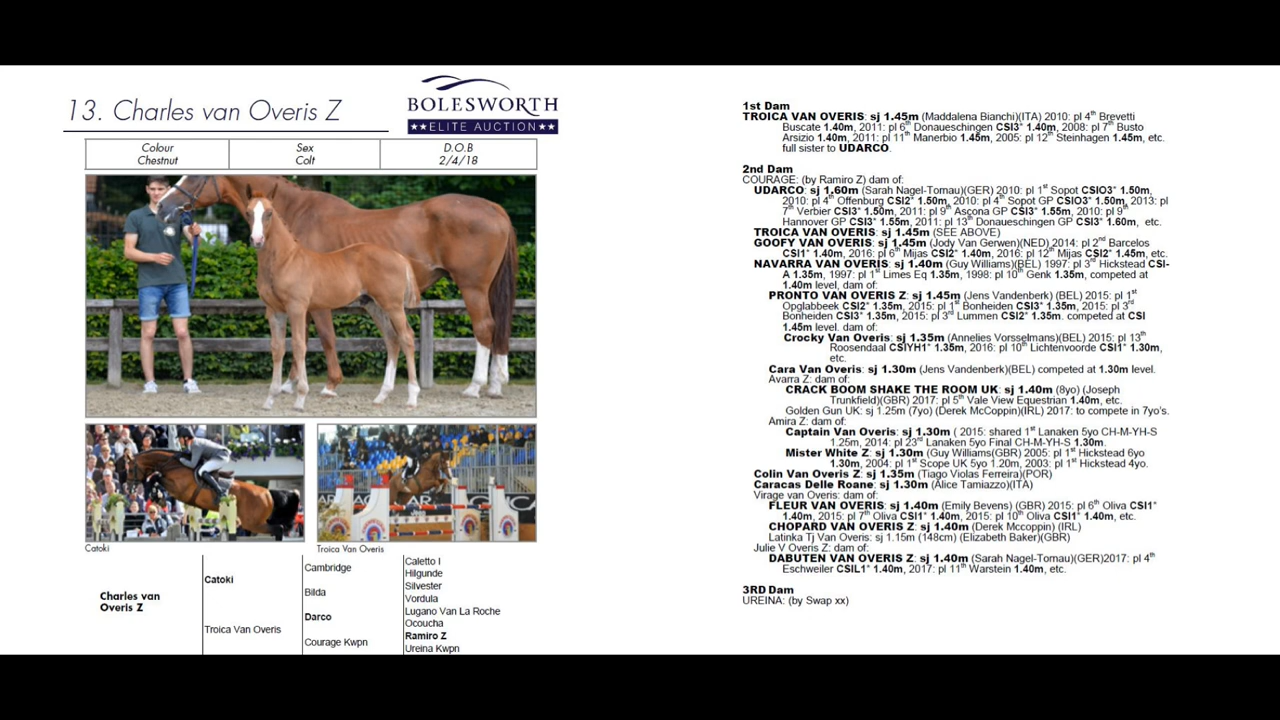 13. Charles van Overis Z
BOLESWORTH
★★ELITE AUCTION★★
Colour Sex D.O.B
Chestnut Colt 2/4/18
Catoki
Troica Van Overis
Charles van
Overis Z
Catoki
Troica Van Overis
Cambridge
Bilda
Darco
Courage Kwpn
Caletto I
Hilgunde
Silvester
Vordula
Lugano Van La Roche
Ocoucha
Ramiro Z
Ureina Kwpn
1st Dam
TROICA VAN OVERIS: sj 1.45m (Maddalena Bianchi)(ITA) 2010: pl 4th Brevetti
Buscate 1.40m, 2011: pl 6th Donaueschingen CSI3* 1.40m, 2008: pl 7th Busto
Arsizio 1.40m, 2011: pl 11th Manerbio 1.45m, 2005: pl 12th Steinhagen 1.45m, etc.
full sister to UDARCO.
2nd Dam
COURAGE: (by Ramiro Z) dam of:
UDARCO: sj 1.60m (Sarah Nagel-Tornau)(GER) 2010: pl 1st Sopot CSIO3* 1.50m,
2010: pl 4th Offenburg CSI2* 1.50m, 2010: pl 4th Sopot GP CSIO3* 1.50m, 2013: pl
7th Verbier CSI3* 1.50m, 2011: pl 9th Ascona GP CSI3* 1.55m, 2010: pl 9th
Hannover GP CSI3* 1.55m, 2011: pl 13th Donaueschingen GP CSI3* 1.60m, etc.
TROICA VAN OVERIS: sj 1.45m (SEE ABOVE)
GOOFY VAN OVERIS: sj 1.45m (Jody Van Gerwen)(NED) 2014: pl 2nd Barcelos
CSI1* 1.40m, 2016: pl 6th Mijas CSI2* 1.40m, 2016: pl 12th Mijas CSI2* 1.45m, etc.
NAVARRA VAN OVERIS: sj 1.40m (Guy Williams)(BEL) 1997: pl 3rd Hickstead CSI-
A 1.35m, 1997: pl 1st Limes Eq 1.35m, 1998: pl 10th Genk 1.35m, competed at
1.40m level, dam of:
PRONTO VAN OVERIS Z: sj 1.45m (Jens Vandenberk) (BEL) 2015: pl 1st
Opglabbeek CSI2* 1.35m, 2015: pl 1st Bonheiden CSI3* 1.35m, 2015: pl 3rd
Bonheiden CSI3* 1.35m, 2015: pl 3rd Lummen CSI2* 1.35m. competed at CSI
1.45m level. dam of:
Crocky Van Overis: sj 1.35m (Annelies Vorsselmans)(BEL) 2015: pl 13th
Roosendaal CSIYH1* 1.35m, 2016: pl 10th Lichtenvoorde CSI1* 1.30m,
etc.
Cara Van Overis: sj 1.30m (Jens Vandenberk)(BEL) competed at 1.30m level.
Avarra Z: dam of:
CRACK BOOM SHAKE THE ROOM UK: sj 1.40m (8yo) (Joseph
Trunkfield)(GBR) 2017: pl 5th Vale View Equestrian 1.40m, etc.
Golden Gun UK: sj 1.25m (7yo) (Derek McCoppin)(IRL) 2017: to compete in 7yo's.
Amira Z: dam of:
Captain Van Overis: sj 1.30m ( 2015: shared 1st Lanaken 5yo CH-M-YH-S
1.25m, 2014: pl 23rd Lanaken 5yo Final CH-M-YH-S 1.30m.
Mister White Z: sj 1.30m (Guy Williams(GBR) 2005: pl 1st Hickstead 6yo
1.30m, 2004: pl 1st Scope UK 5yo 1.20m, 2003: pl 1st Hickstead 4yo.
Colin Van Overis Z: sj 1.35m (Tiago Violas Ferreira)(POR)
Caracas Delle Roane: sj 1.30m (Alice Tamiazzo)(ITA)
Virage van Overis: dam of:
FLEUR VAN OVERIS: sj 1.40m (Emily Bevens) (GBR) 2015: pl 6th Oliva CSI1*
1.40m, 2015: pl 7th Oliva CSI1* 1.40m, 2015: pl 10th Oliva CSI1* 1.40m, etc.
CHOPARD VAN OVERIS Z: sj 1.40m (Derek Mccoppin) (IRL)
Latinka Tj Van Overis: sj 1.15m (148cm) (Elizabeth Baker)(GBR)
Julie V Overis Z: dam of:
DABUTEN VAN OVERIS Z: sj 1.40m (Sarah Nagel-Tornau)(GER)2017: pl 4th
Eschweiler CSIL1* 1.40m, 2017: pl 11th Warstein 1.40m, etc.
3RD Dam
UREINA: (by Swap xx)